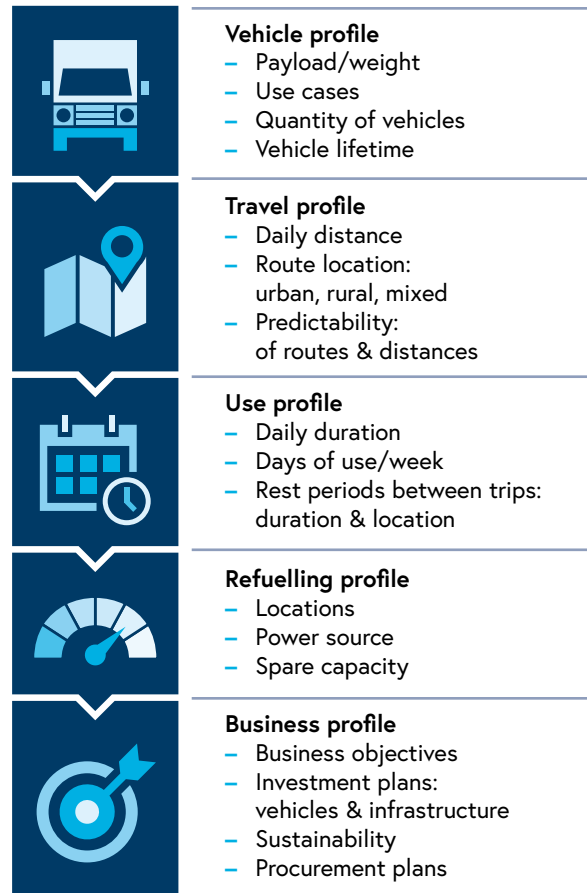 Vehicle profile
– Payload/weight
– Use cases
– Quantity of vehicles
– Vehicle lifetime
Travel profile
– Daily distance
– Route location:
urban, rural, mixed
– Predictability:
of routes & distances
Use profile
– Daily duration
– Days of use/week
– Rest periods between trips:
duration & location
Refuelling profile
– Locations
– Power source
– Spare capacity
Business profile
– Business objectives
– Investment plans:
vehicles & infrastructure
– Sustainability
– Procurement plans